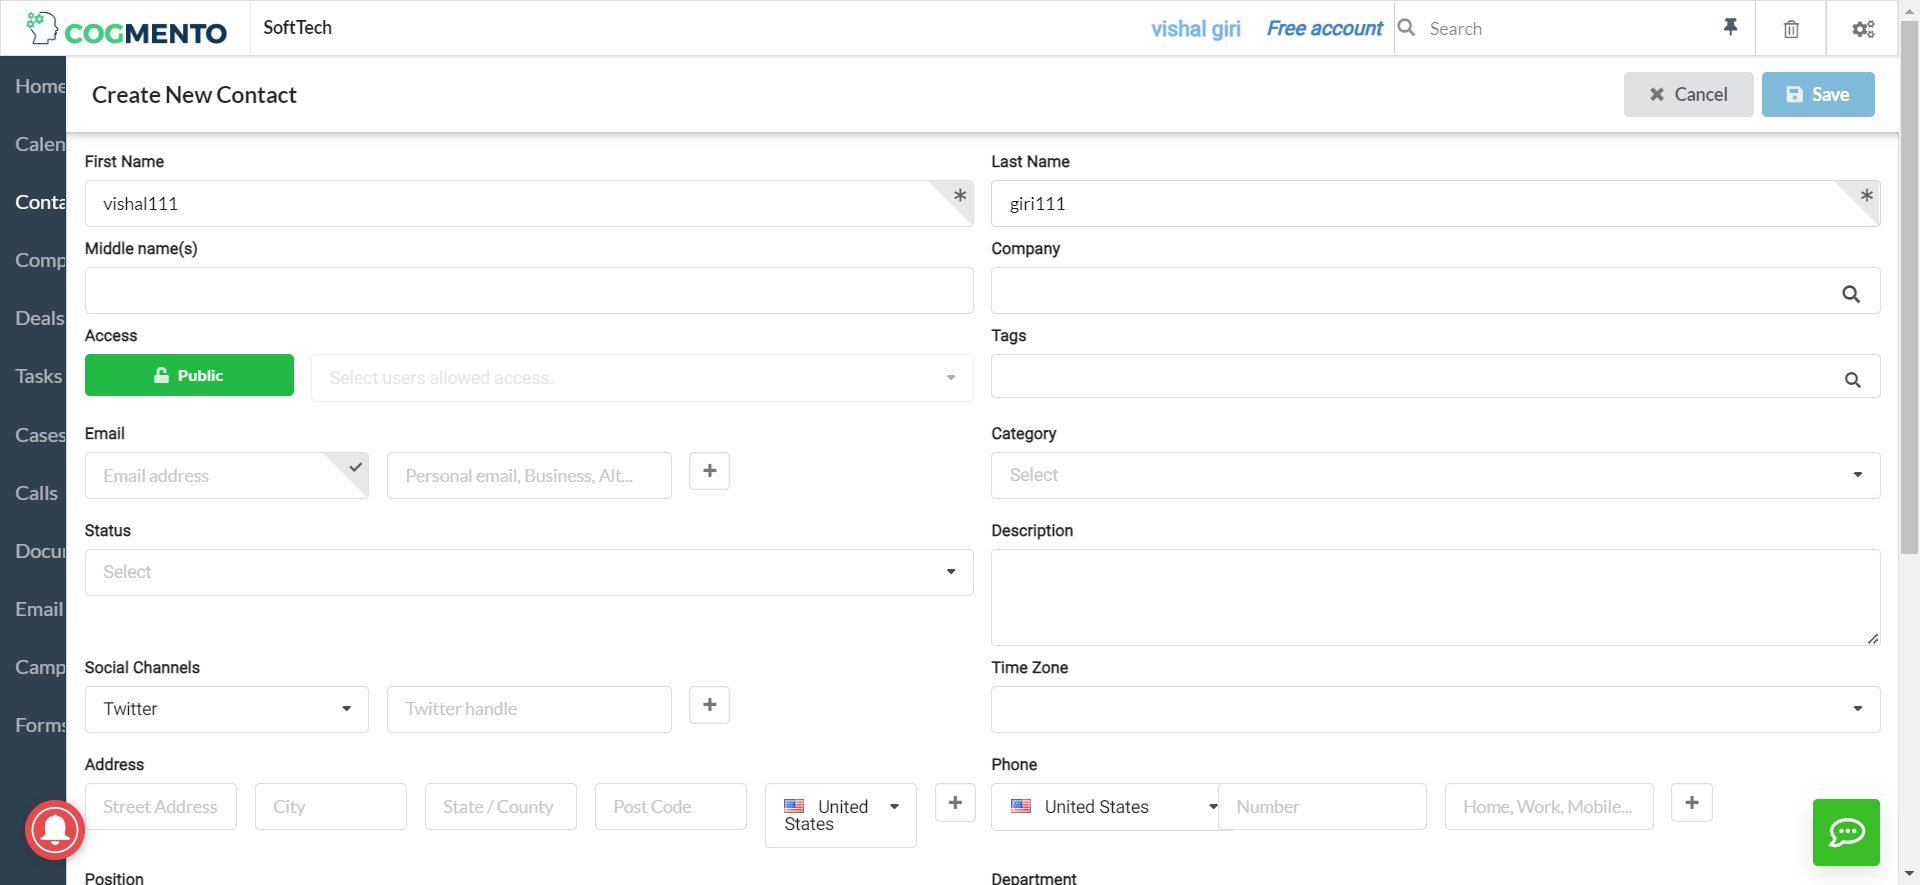 COGMENTO
SoftTech
vishal giri
Free account
Search
Home
Calen
Conta
Comp
Deals
Tasks
Cases
Calls
Docu
Email
Camp
Forms
Create New Contact
Cancel
Save
First Name
Last Name
vishal111
*
giri111
*
Middle name(s)
Company
Access
Tags
Public
Select users allowed access.
Email
Category
Email address
Personal email, Business, Alt...
+
Select
Status
Description
Select
Social Channels
Time Zone
Twitter
Twitter handle
+
Address
Phone
Street Address
City
State / County
Post Code
United
States
+
United States
Number
Home, Work, Mobile...
+
Position
Department